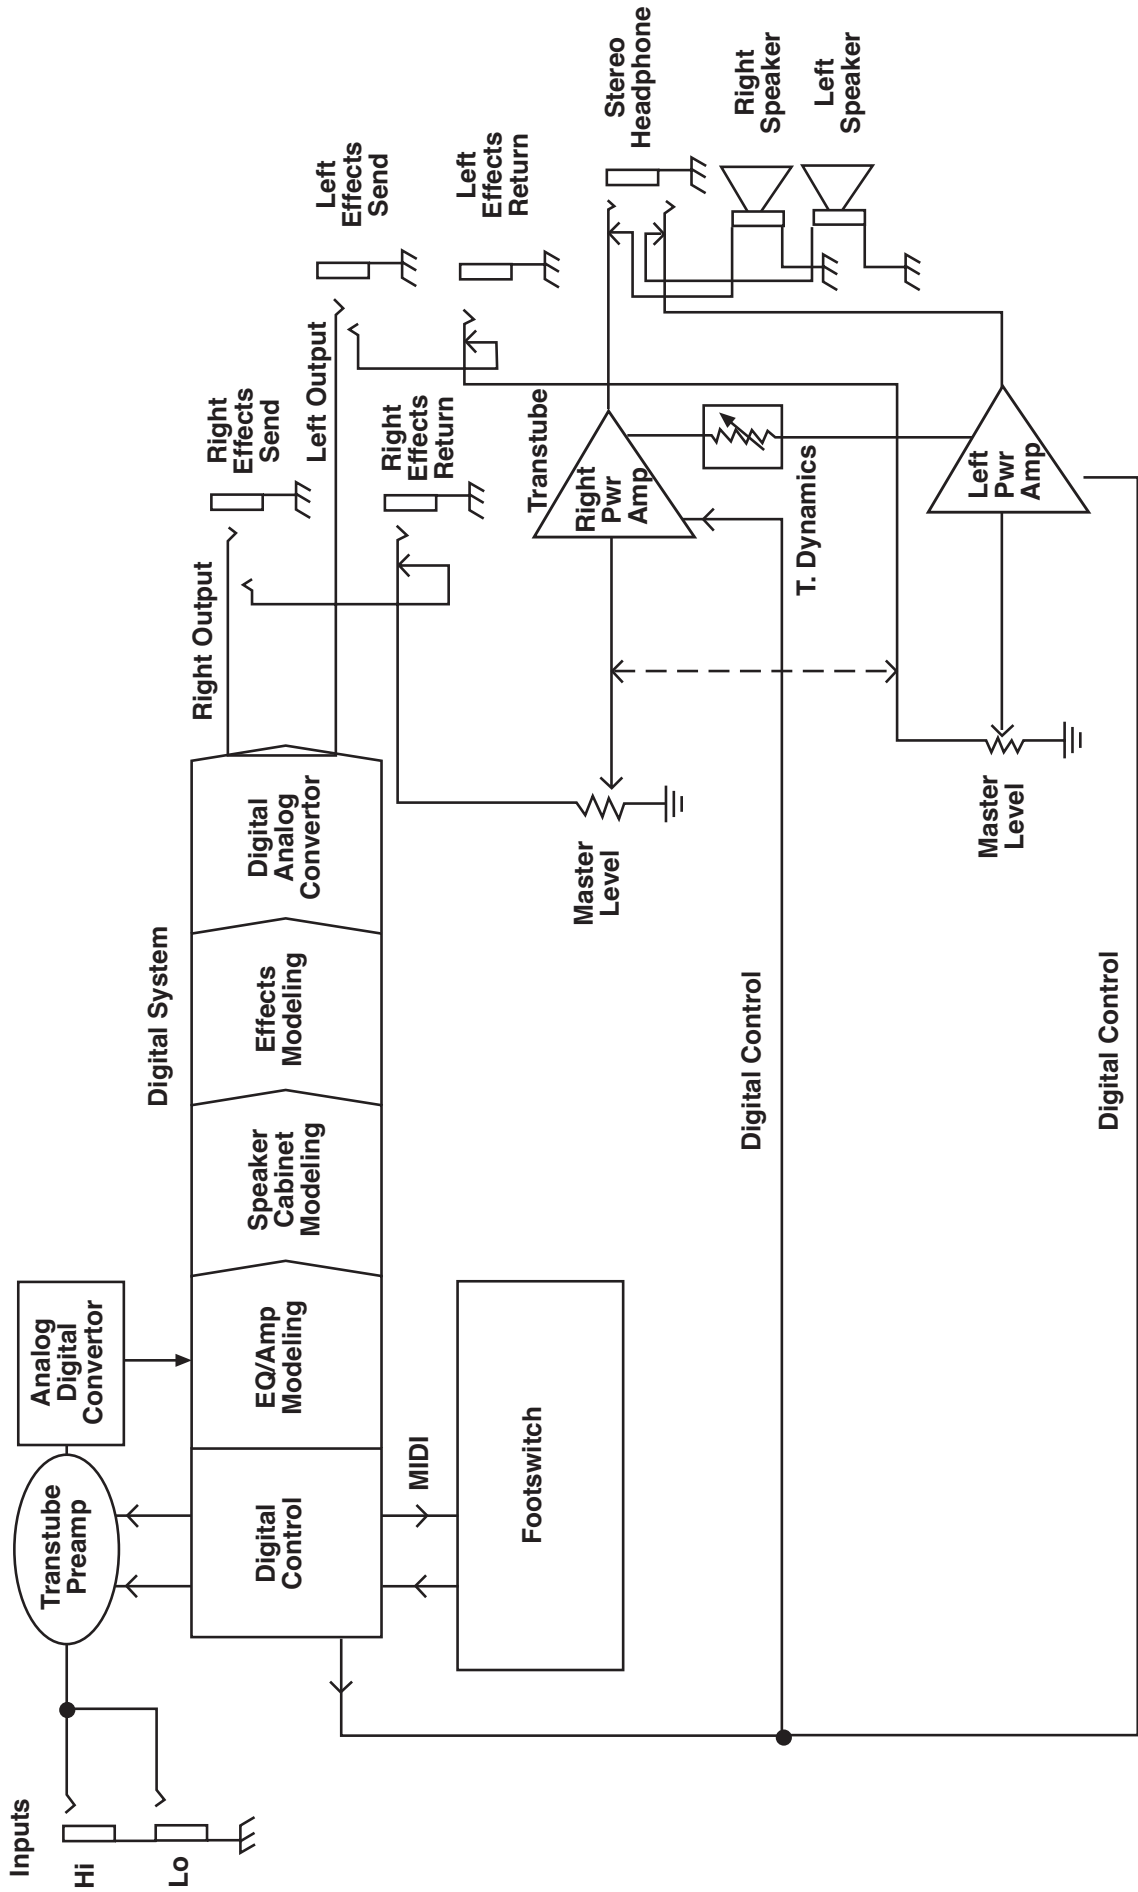 Inputs
Hi
Lo
Transtube
Preamp
Analog
Digital
Convertor
Digital System
Digital
Control
EQ/Amp
Modeling
Speaker
Cabinet
Modeling
Effects
Modeling
Digital
Analog
Convertor
MIDI
Footswitch
Right Output
Right
Effects
Send
Left Output
Left
Effects
Send
Right
Effects
Return
Left
Effects
Return
Master
Level
Transtube
Right
Pwr
Amp
Stereo
Headphone
Right
Speaker
Left
Speaker
T. Dynamics
Digital Control
Master
Level
Left
Pwr
Amp
Digital Control